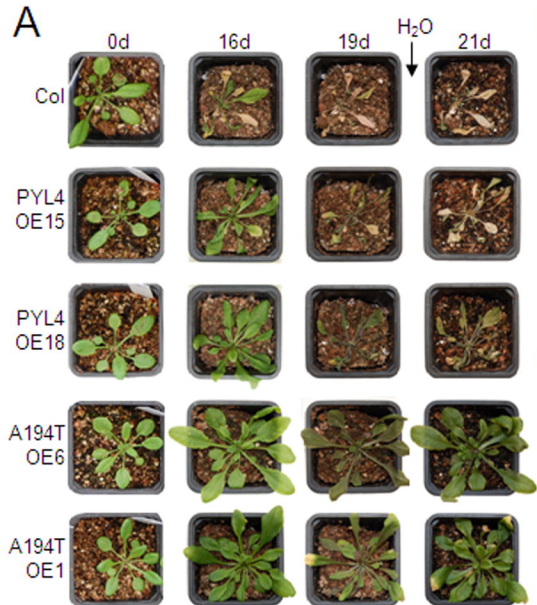 A
0d 16d 19d H₂O 21d
Col
PYL4
OE15
PYL4
OE18
A194T
OE6
A194T
OE1